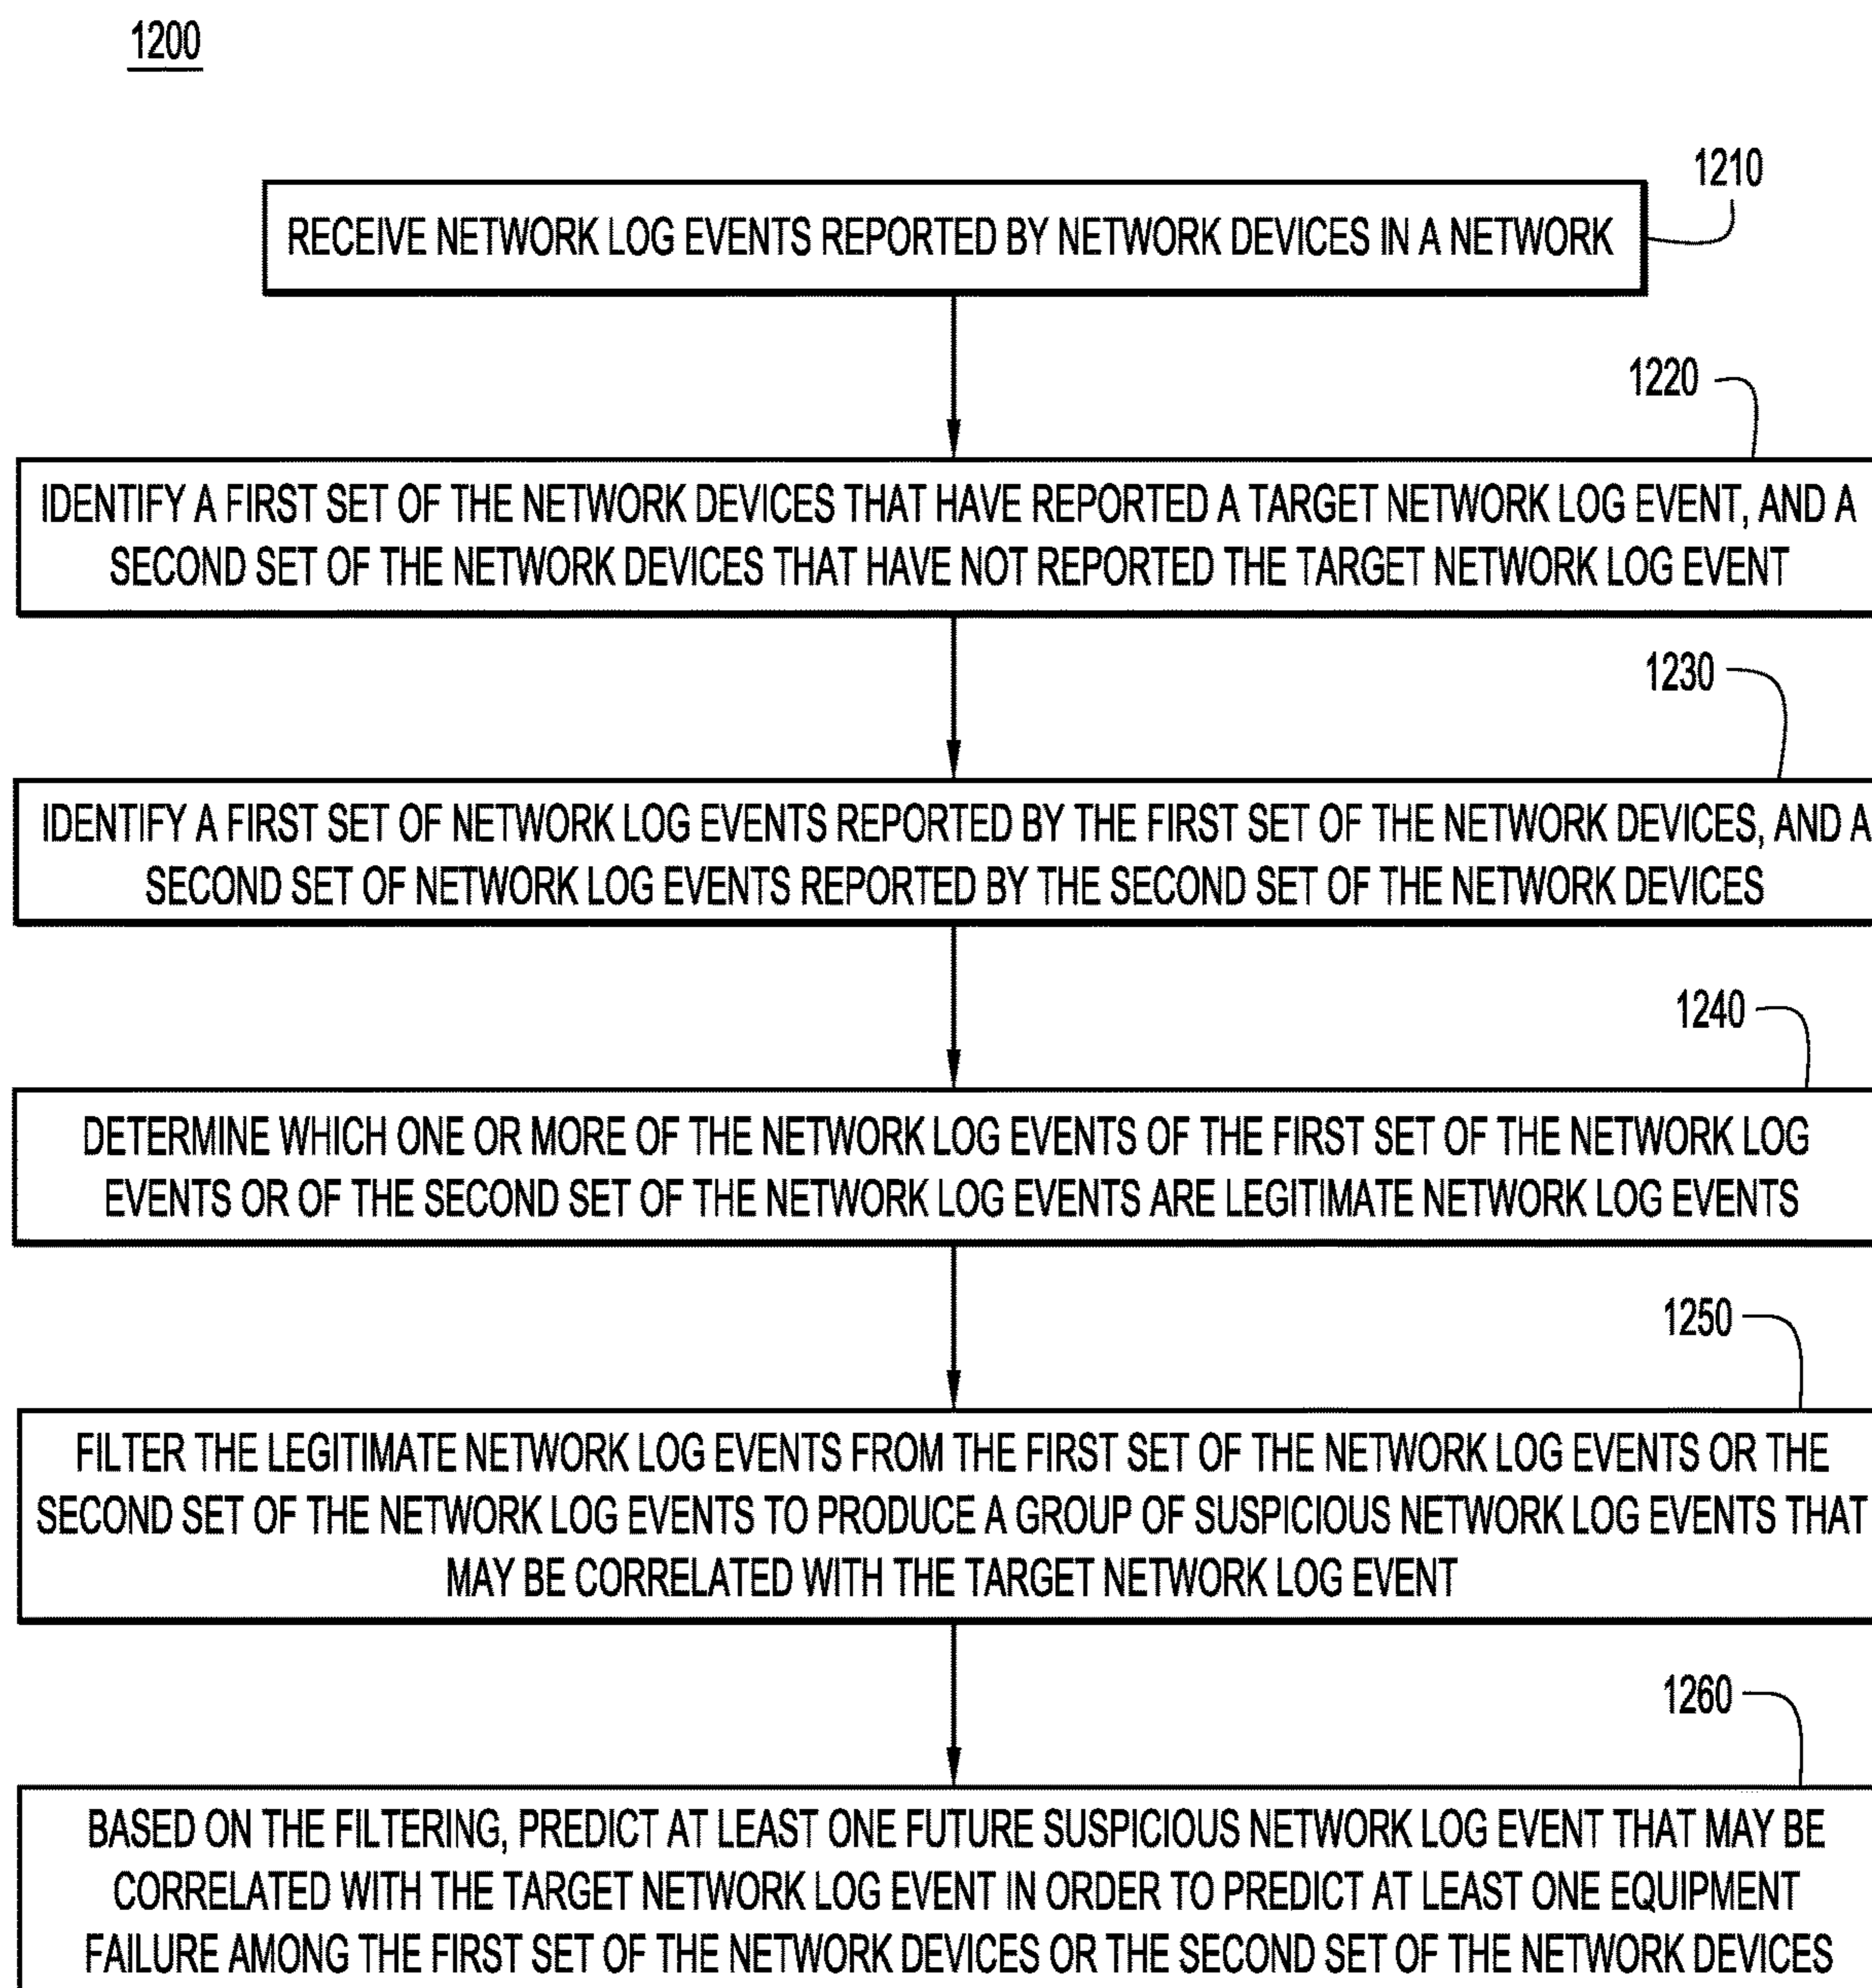 1200
1210
RECEIVE NETWORK LOG EVENTS REPORTED BY NETWORK DEVICES IN A NETWORK
1220
IDENTIFY A FIRST SET OF THE NETWORK DEVICES THAT HAVE REPORTED A TARGET NETWORK LOG EVENT, AND A
SECOND SET OF THE NETWORK DEVICES THAT HAVE NOT REPORTED THE TARGET NETWORK LOG EVENT
1230
IDENTIFY A FIRST SET OF NETWORK LOG EVENTS REPORTED BY THE FIRST SET OF THE NETWORK DEVICES, AND A
SECOND SET OF NETWORK LOG EVENTS REPORTED BY THE SECOND SET OF THE NETWORK DEVICES
1240
DETERMINE WHICH ONE OR MORE OF THE NETWORK LOG EVENTS OF THE FIRST SET OF THE NETWORK LOG
EVENTS OR OF THE SECOND SET OF THE NETWORK LOG EVENTS ARE LEGITIMATE NETWORK LOG EVENTS
1250
FILTER THE LEGITIMATE NETWORK LOG EVENTS FROM THE FIRST SET OF THE NETWORK LOG EVENTS OR THE
SECOND SET OF THE NETWORK LOG EVENTS TO PRODUCE A GROUP OF SUSPICIOUS NETWORK LOG EVENTS THAT
MAY BE CORRELATED WITH THE TARGET NETWORK LOG EVENT
1260
BASED ON THE FILTERING, PREDICT AT LEAST ONE FUTURE SUSPICIOUS NETWORK LOG EVENT THAT MAY BE
CORRELATED WITH THE TARGET NETWORK LOG EVENT IN ORDER TO PREDICT AT LEAST ONE EQUIPMENT
FAILURE AMONG THE FIRST SET OF THE NETWORK DEVICES OR THE SECOND SET OF THE NETWORK DEVICES